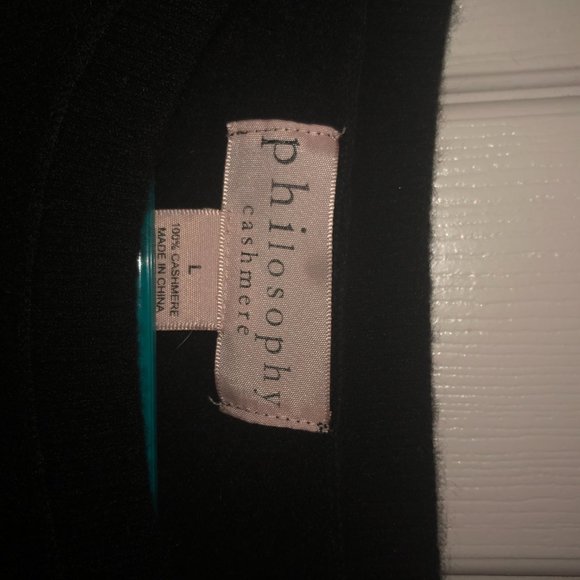 philosophy
cashmere
L
100% CASHMERE
MADE IN CHINA